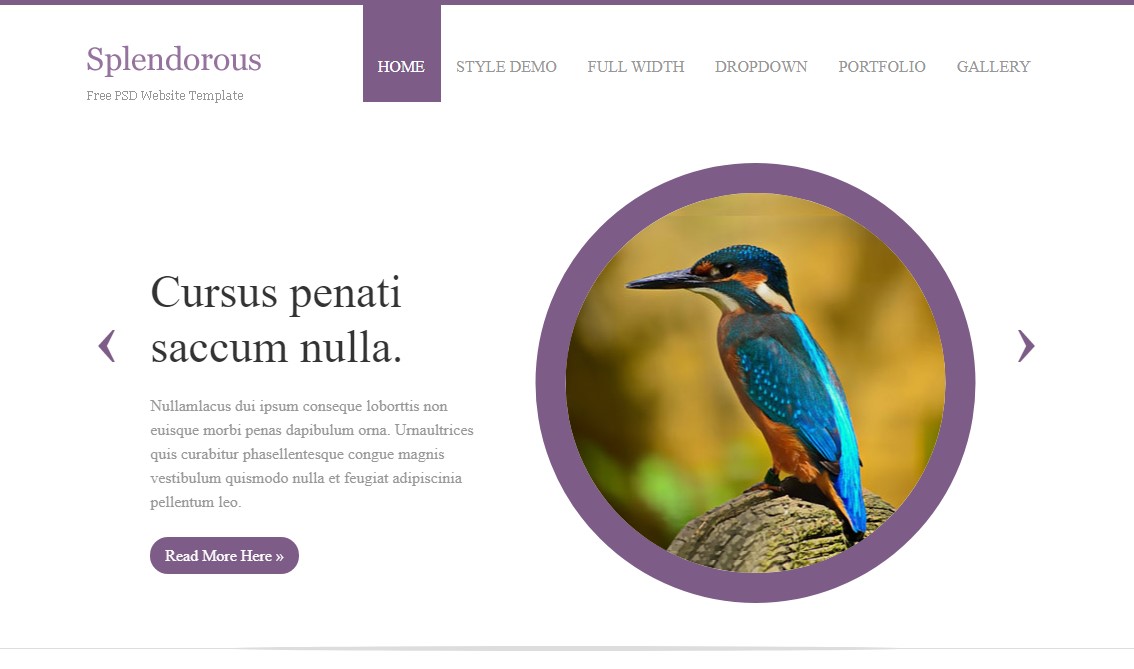 Splendorous
Free PSD Website Template
HOME STYLE DEMO FULL WIDTH DROPDOWN PORTFOLIO GALLERY
Cursus penati
saccum nulla.
Nullamlacus dui ipsum conseque loborttis non
euisque morbi penas dapibulum orna. Urnaultrices
quis curabitur phasellentesque congue magnis
vestibulum quismodo nulla et feugiat adipiscinia
pellentum leo.
Read More Here »